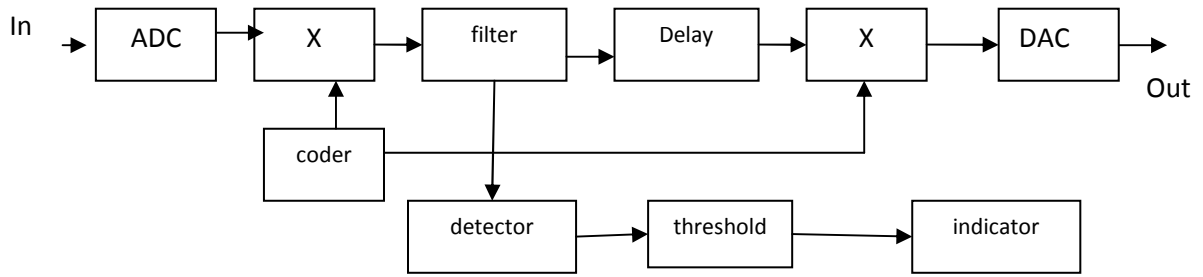 In
ADC
X
filter
Delay
X
DAC
Out
coder
detector
threshold
indicator